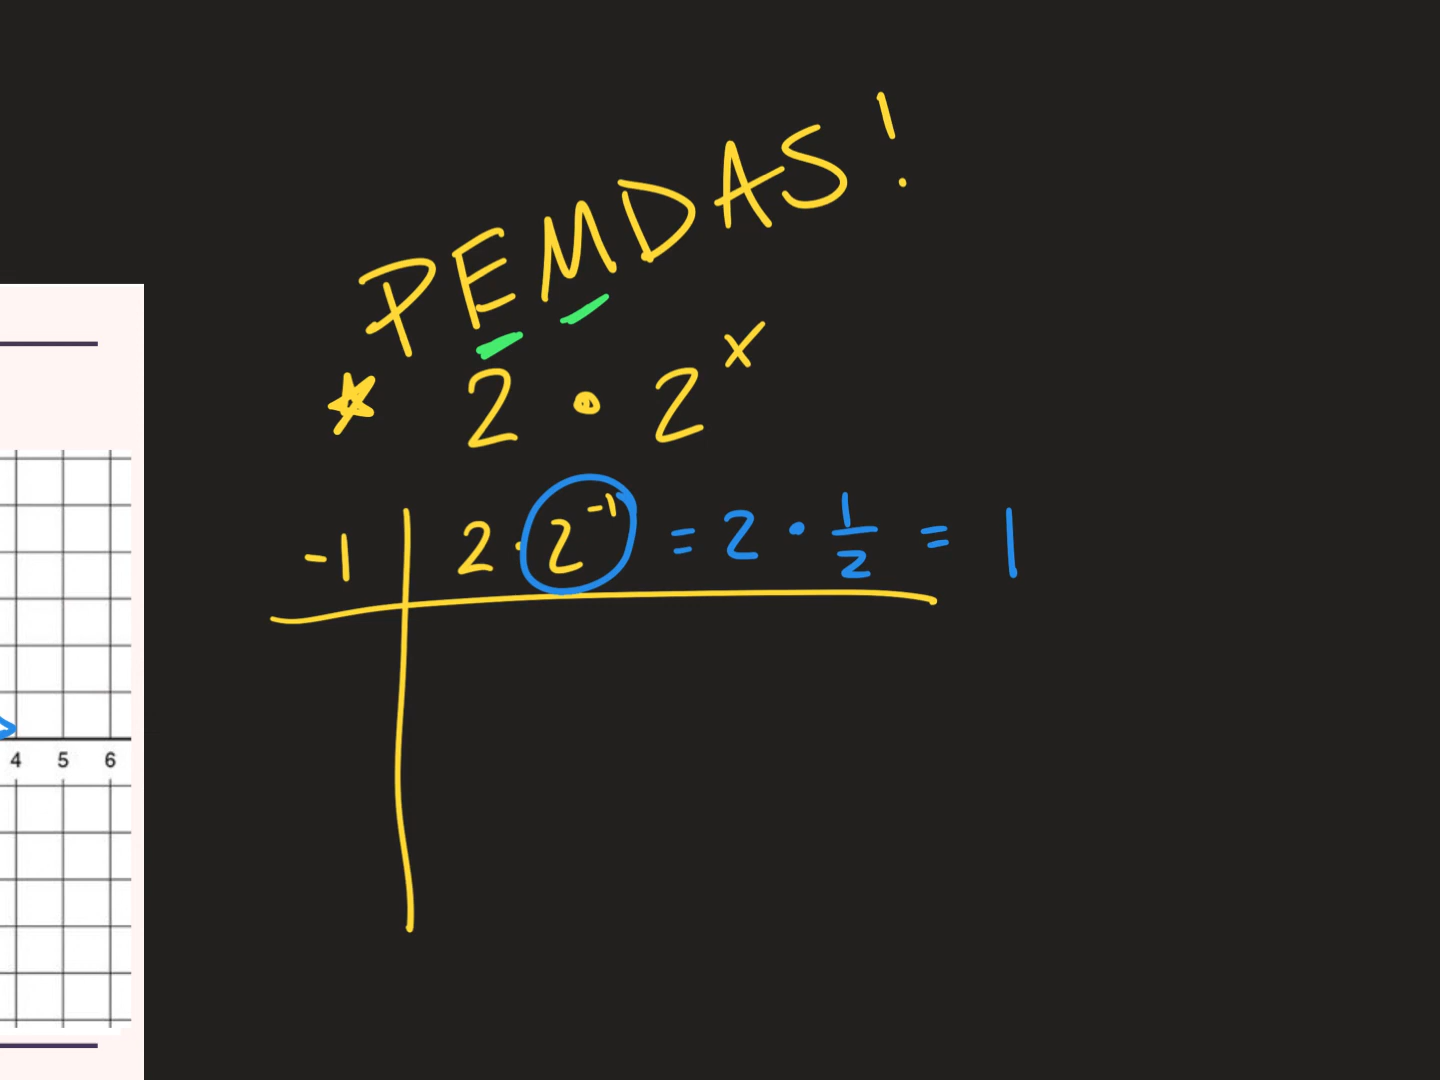 PEMDAS!
* 2 • 2^x
-1 | 2 · 2^-1 = 2 · 1/2 = 1
4 5 6